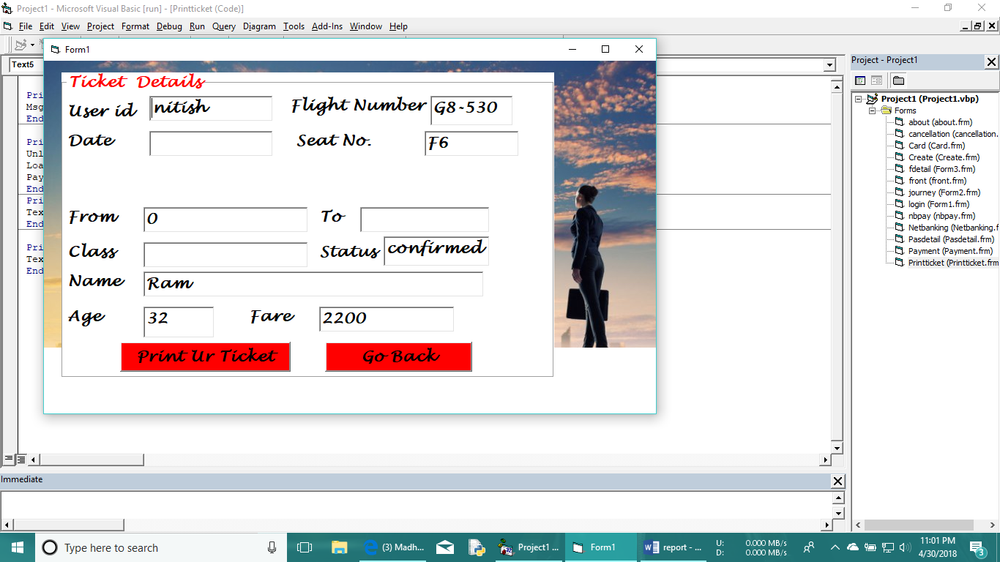 Project1 - Microsoft Visual Basic [run] - [Printticket (Code)]
File Edit View Project Format Debug Run Query Diagram Tools Add-Ins Window Help
Form1
Text5
Project - Project1
Ticket Details
User id nitish Flight Number G8-530
Date Seat No. F6
From 0 To
Class Status confirmed
Name Ram
Age 32 Fare 2200
Print Ur Ticket Go Back
Pri
Msg
End
Pri
Unl
Loa
Pay
End
Pri
Tex
End
Pri
Tex
End
Project1 (Project1.vbp)
Forms
about (about.frm)
cancellation (cancellation.
Card (Card.frm)
Create (Create.frm)
fdetail (Form3.frm)
front (front.frm)
journey (Form2.frm)
login (Form1.frm)
nbpay (nbpay.frm)
Netbanking (Netbanking.f
Pasdetail (Pasdetail.frm)
Payment (Payment.frm)
Printticket (Printticket.frm
Immediate
Type here to search
(3) Madh...
Project1 ...
Form1
report - ...
U: 0.000 MB/s
D: 0.000 MB/s
11:01 PM
4/30/2018
3